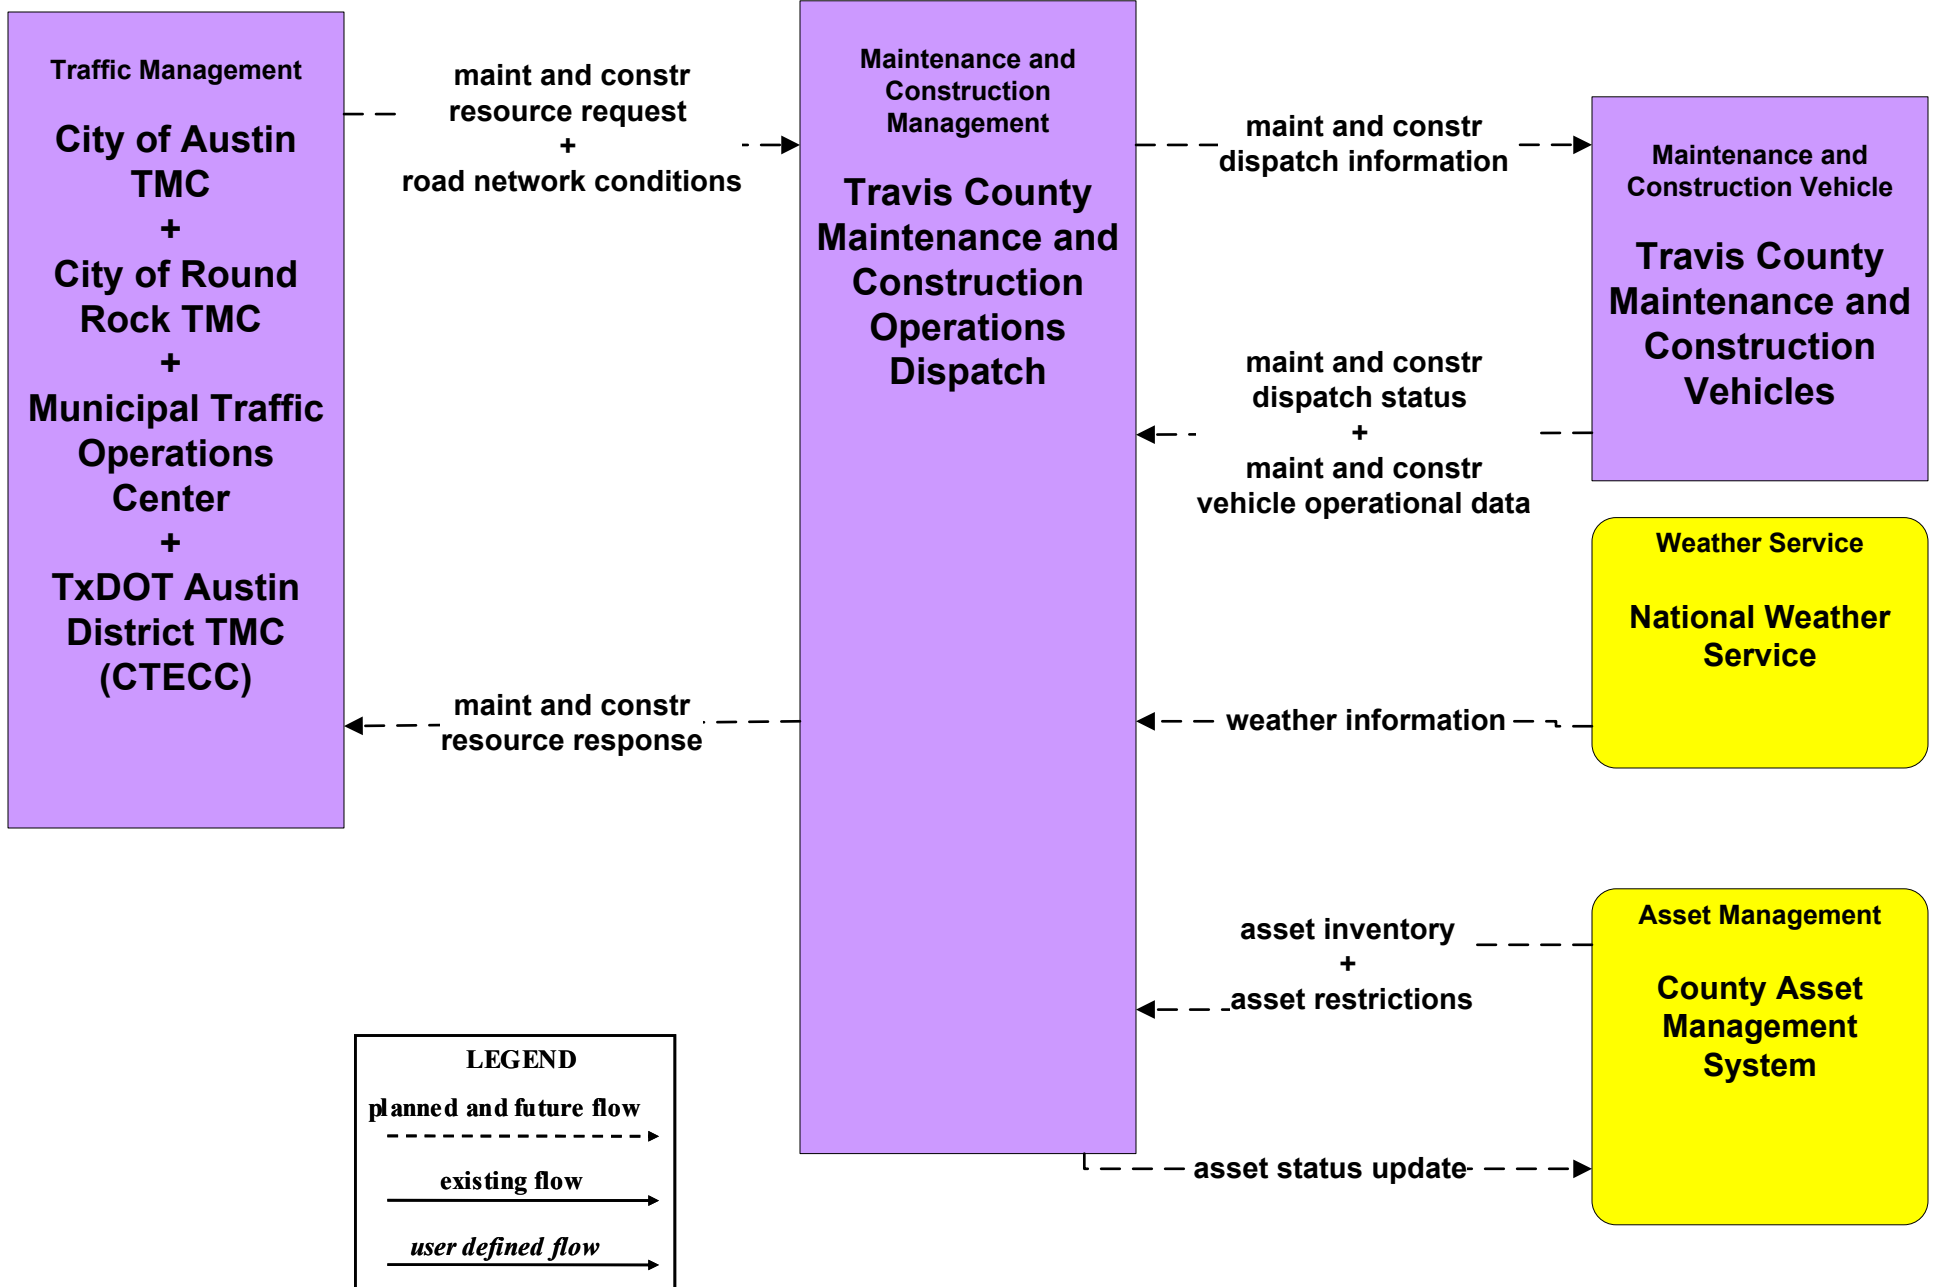 Traffic Management
City of Austin
TMC
+
City of Round
Rock TMC
+
Municipal Traffic
Operations
Center
+
TxDOT Austin
District TMC
(CTECC)
maint and constr
resource request
+
road network conditions
maint and constr
resource response
Maintenance and
Construction
Management
Travis County
Maintenance and
Construction
Operations
Dispatch
maint and constr
dispatch information
maint and constr
dispatch status
+
maint and constr
vehicle operational data
weather information
asset inventory
+
asset restrictions
asset status update
Maintenance and
Construction Vehicle
Travis County
Maintenance and
Construction
Vehicles
Weather Service
National Weather
Service
Asset Management
County Asset
Management
System
LEGEND
planned and future flow
existing flow
user defined flow